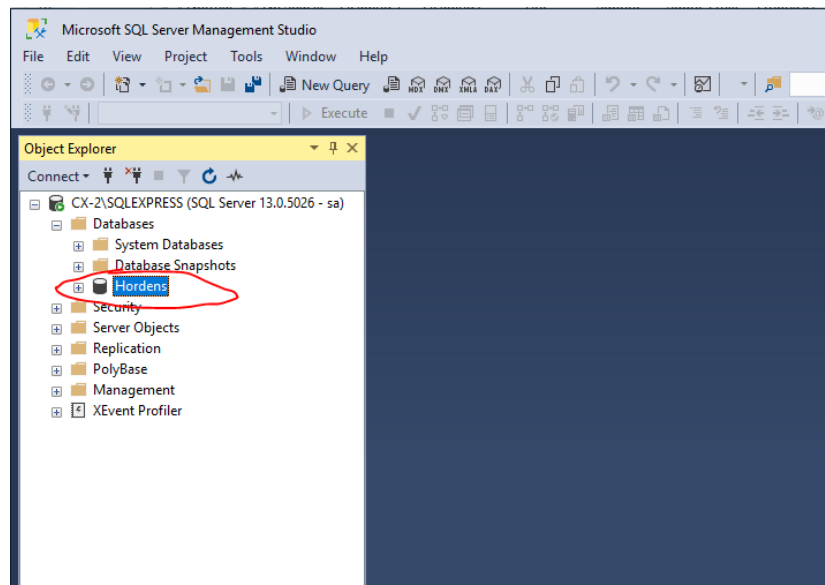 Microsoft SQL Server Management Studio
File Edit View Project Tools Window Help
New Query MDX DMX XMLA DAX
Execute
Object Explorer
Connect
CX-2\SQLEXPRESS (SQL Server 13.0.5026 - sa)
Databases
System Databases
Database Snapshots
Hordens
Security
Server Objects
Replication
PolyBase
Management
XEvent Profiler